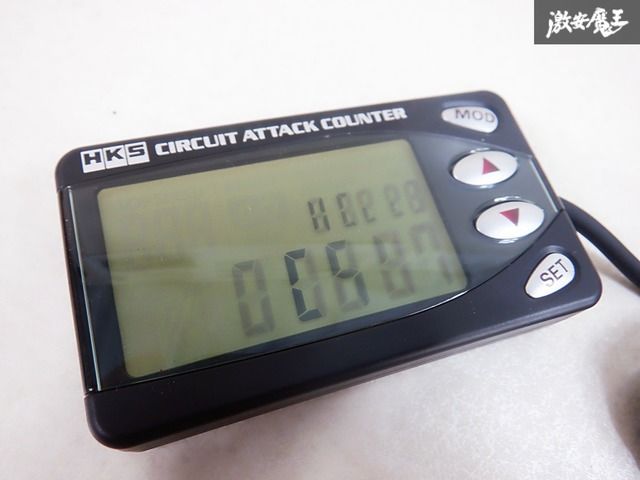 激安魔王
HKS CIRCUIT ATTACK COUNTER
MOD
SET